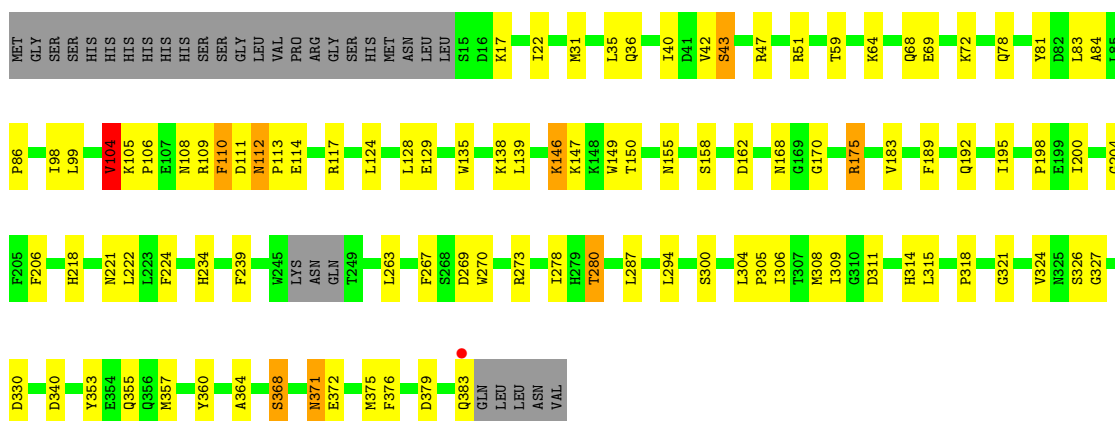 MET GLY SER SER HIS HIS HIS HIS HIS HIS SER SER GLY LEU VAL PRO ARG GLY SER HIS MET ASN LEU LEU S15 D16 K17 I22 M31 L35 Q36 I40 D41 V42 S43 R47 R51 T59 K64 Q68 E69 K72 Q78 Y81 D82 L83 A84 L85
P86 I98 L99 V104 K105 P106 E107 N108 R109 F110 D111 N112 P113 E114 R117 L124 L128 E129 W135 K138 L139 K146 K147 K148 W149 T150 N155 S158 D162 N168 G169 G170 R175 V183 F189 Q192 I195 P198 E199 I200 G204
F205 F206 H218 N221 L222 L223 F224 H234 F239 W245 LYS ASN GLN T249 L263 F267 S268 D269 W270 R273 I278 H279 T280 L287 L294 S300 L304 P305 I306 T307 M308 I309 G310 D311 H314 L315 P318 G321 V324 N325 S326 G327
D330 D340 Y353 E354 Q355 Q356 M357 Y360 A364 S368 N371 E372 M375 F376 D379 Q383 GLN LEU LEU ASN VAL